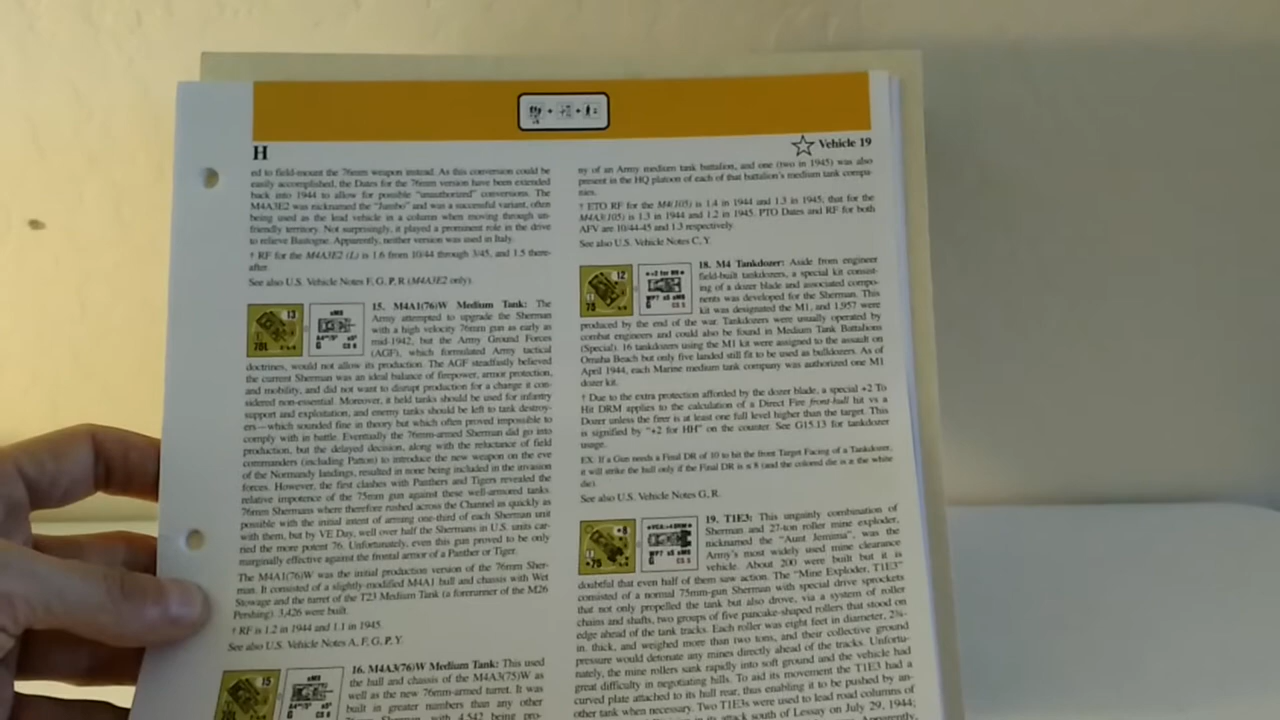 H
Vehicle 19
ed to field-mount the 76mm weapon instead. As this conversion could be
easily accomplished, the Dates for the 76mm version have been extended
back into 1944 to allow for possible "unauthorized" conversions. The
M4A3E2 was nicknamed the "Jumbo" and was a successful variant, often
being used as the lead vehicle in a column when moving through un-
friendly territory. Not surprisingly, it played a prominent role in the drive
to relieve Bastogne. Apparently, neither version was used in Italy.
† RF for the M4A3E2 (L) is 1.6 from 10/44 through 3/45, and 1.5 there-
after.
See also U.S. Vehicle Notes F, G, P, R (M4A3E2 only).
13
76L
15. M4A1(76)W Medium Tank: The
Army attempted to upgrade the Sherman
with a high velocity 76mm gun as early as
mid-1942, but the Army Ground Forces
(AGF), which formulated Army tactical
doctrines, would not allow its production. The AGF steadfastly believed
the current Sherman was an ideal balance of firepower, armor protection,
and mobility, and did not want to disrupt production for a change it con-
sidered non-essential. Moreover, it held tanks should be used for infantry
support and exploitation, and enemy tanks should be left to tank destroy-
ers—which sounded fine in theory but which often proved impossible to
comply with in battle. Eventually the 76mm-armed Sherman did go into
production, but the delayed decision, along with the reluctance of field
commanders (including Patton) to introduce the new weapon on the eve
of the Normandy landings, resulted in none being included in the invasion
forces. However, the first clashes with Panthers and Tigers revealed the
relative impotence of the 75mm gun against these well-armored tanks.
76mm Shermans where therefore rushed across the Channel as quickly as
possible with the initial intent of arming one-third of each Sherman unit
with them, but by VE Day, well over half the Shermans in U.S. units car-
ried the more potent 76. Unfortunately, even this gun proved to be only
marginally effective against the frontal armor of a Panther or Tiger.
The M4A1(76)W was the initial production version of the 76mm Sher-
man. It consisted of a slightly-modified M4A1 bull and chassis with Wet
Stowage and the turret of the T23 Medium Tank (a forerunner of the M26
Pershing). 3,426 were built.
† RF is 1.2 in 1944 and 1.1 in 1945.
See also U.S. Vehicle Notes A, F, G, P, Y.
15
16. M4A3(76)W Medium Tank: This used
the bull and chassis of the M4A3(75)W as
well as the new 76mm-armed turret. It was
built in greater numbers than any other
76mm Sherman, with 4,542 being pro-
my of an Army medium tank battalion, and one (two in 1945) was also
present in the HQ platoon of each of that battalion's medium tank compa-
nies.
† ETO RF for the M4(105) is 1.4 in 1944 and 1.3 in 1945; that for the
M4A3(105) is 1.3 in 1944 and 1.2 in 1945. PTO Dates and RF for both
AFV are 10/44-45 and 1.3 respectively.
See also U.S. Vehicle Notes C, Y.
12
75
+2 for HH
18. M4 Tankdozer: Aside from engineer
field-built tankdozers, a special kit consist-
ing of a dozer blade and associated compo-
nents was developed for the Sherman. This
kit was designated the M1, and 1,957 were
produced by the end of the war. Tankdozers were usually operated by
combat engineers and could also be found in Medium Tank Battalions
(Special). 16 tankdozers using the M1 kit were assigned to the assault on
Omaha Beach but only five landed still fit to be used as bulldozers. As of
April 1944, each Marine medium tank company was authorized one M1
dozer kit.
† Due to the extra protection afforded by the dozer blade, a special +2 To
Hit DRM applies to the calculation of a Direct Fire front-hull hit vs a
Dozer unless the firer is at least one full level higher than the target. This
is signified by "+2 for HH" on the counter. See G15.13 for tankdozer
usage.
EX: If a Gun needs a Final DR of 10 to hit the front Target Facing of a Tankdozer,
it will strike the hull only if the Final DR is ≤ 8 (and the colored die is < the white
die).
See also U.S. Vehicle Notes G, R.
+8
75
19. T1E3: This ungainly combination of
Sherman and 27-ton roller mine exploder,
nicknamed the "Aunt Jemima", was the
Army's most widely used mine clearance
vehicle. About 200 were built but it is
doubtful that even half of them saw action. The "Mine Exploder, T1E3"
consisted of a normal 75mm-gun Sherman with special drive sprockets
that not only propelled the tank but also drove, via a system of roller
chains and shafts, two groups of five pancake-shaped rollers that stood on
edge ahead of the tank tracks. Each roller was eight feet in diameter, 2¾-
in. thick, and weighed more than two tons, and their collective ground
pressure would detonate any mines directly ahead of the tracks. Unfortu-
nately, the mine rollers sank rapidly into soft ground and the vehicle had
great difficulty in negotiating hills. To aid its movement the T1E3 had a
curved plate attached to its hull rear, thus enabling it to be pushed by an-
other tank when necessary. Two T1E3s were used to lead road columns of
its attack south of Lessay on July 29, 1944;
Apparently,